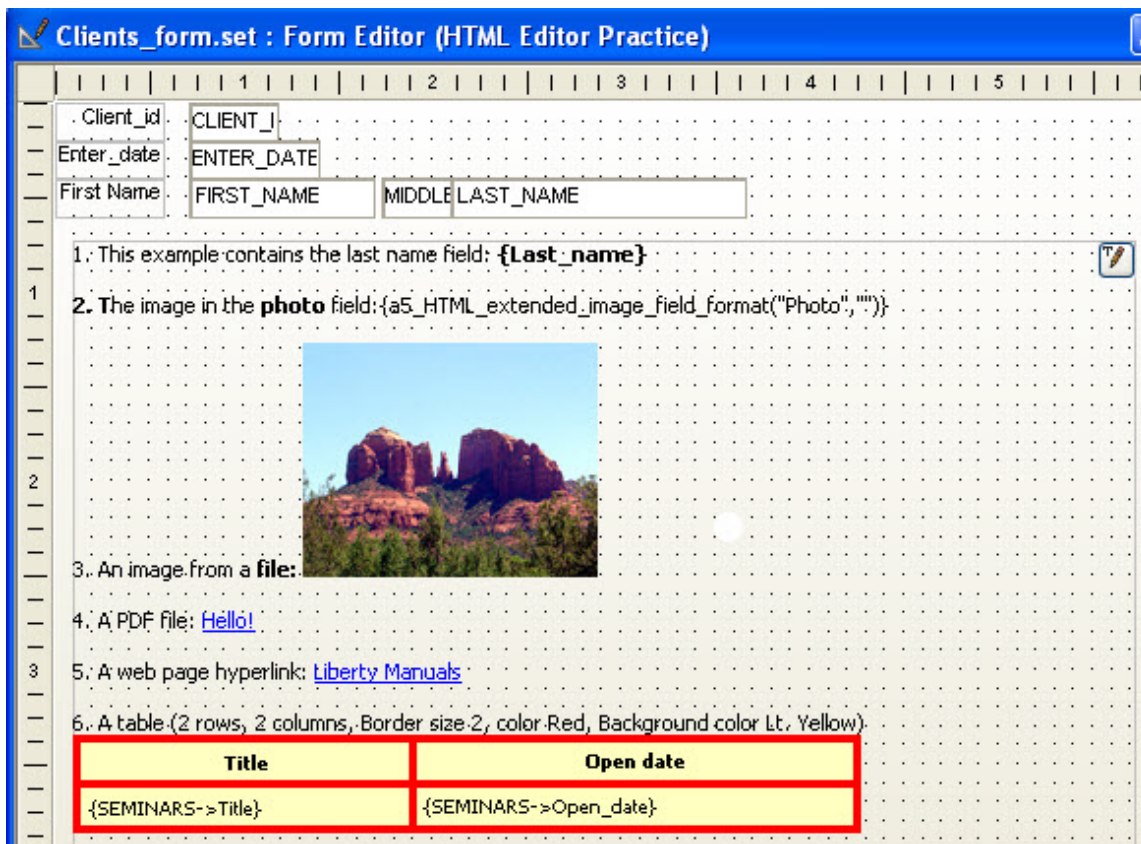 Clients_form.set : Form Editor (HTML Editor Practice)
1 2 3 4 5
Client_id CLIENT_I
Enter_date ENTER_DATE
First Name FIRST_NAME MIDDLE LAST_NAME
1. This example contains the last name field: {Last_name}
1
2. The image in the photo field:{a5_HTML_extended_image_field_format("Photo","")}
2
3. An image from a file:
4. A PDF file: Hello!
3
5. A web page hyperlink: Liberty Manuals
6. A table (2 rows, 2 columns, Border size 2, color Red, Background color Lt. Yellow)
Title Open date
{SEMINARS->Title} {SEMINARS->Open_date}